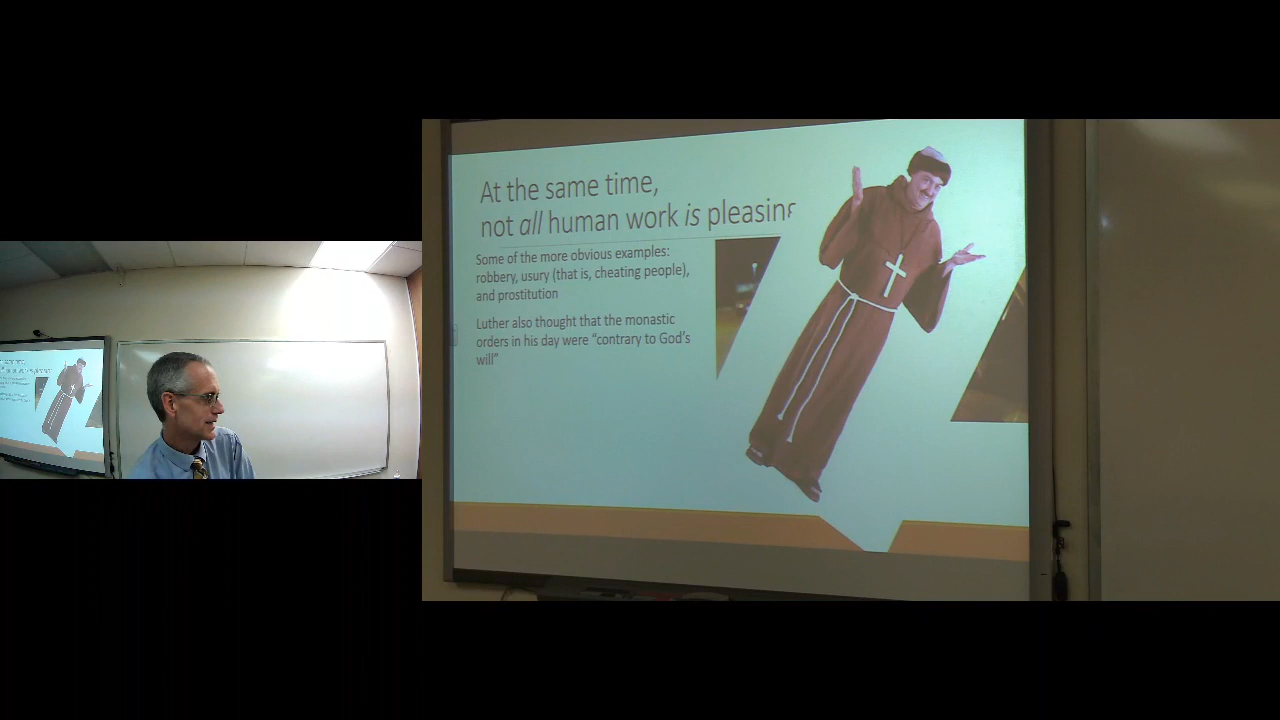 At the same time,
not all human work is pleasing
Some of the more obvious examples:
robbery, usury (that is, cheating people),
and prostitution
Luther also thought that the monastic
orders in his day were “contrary to God’s
will”